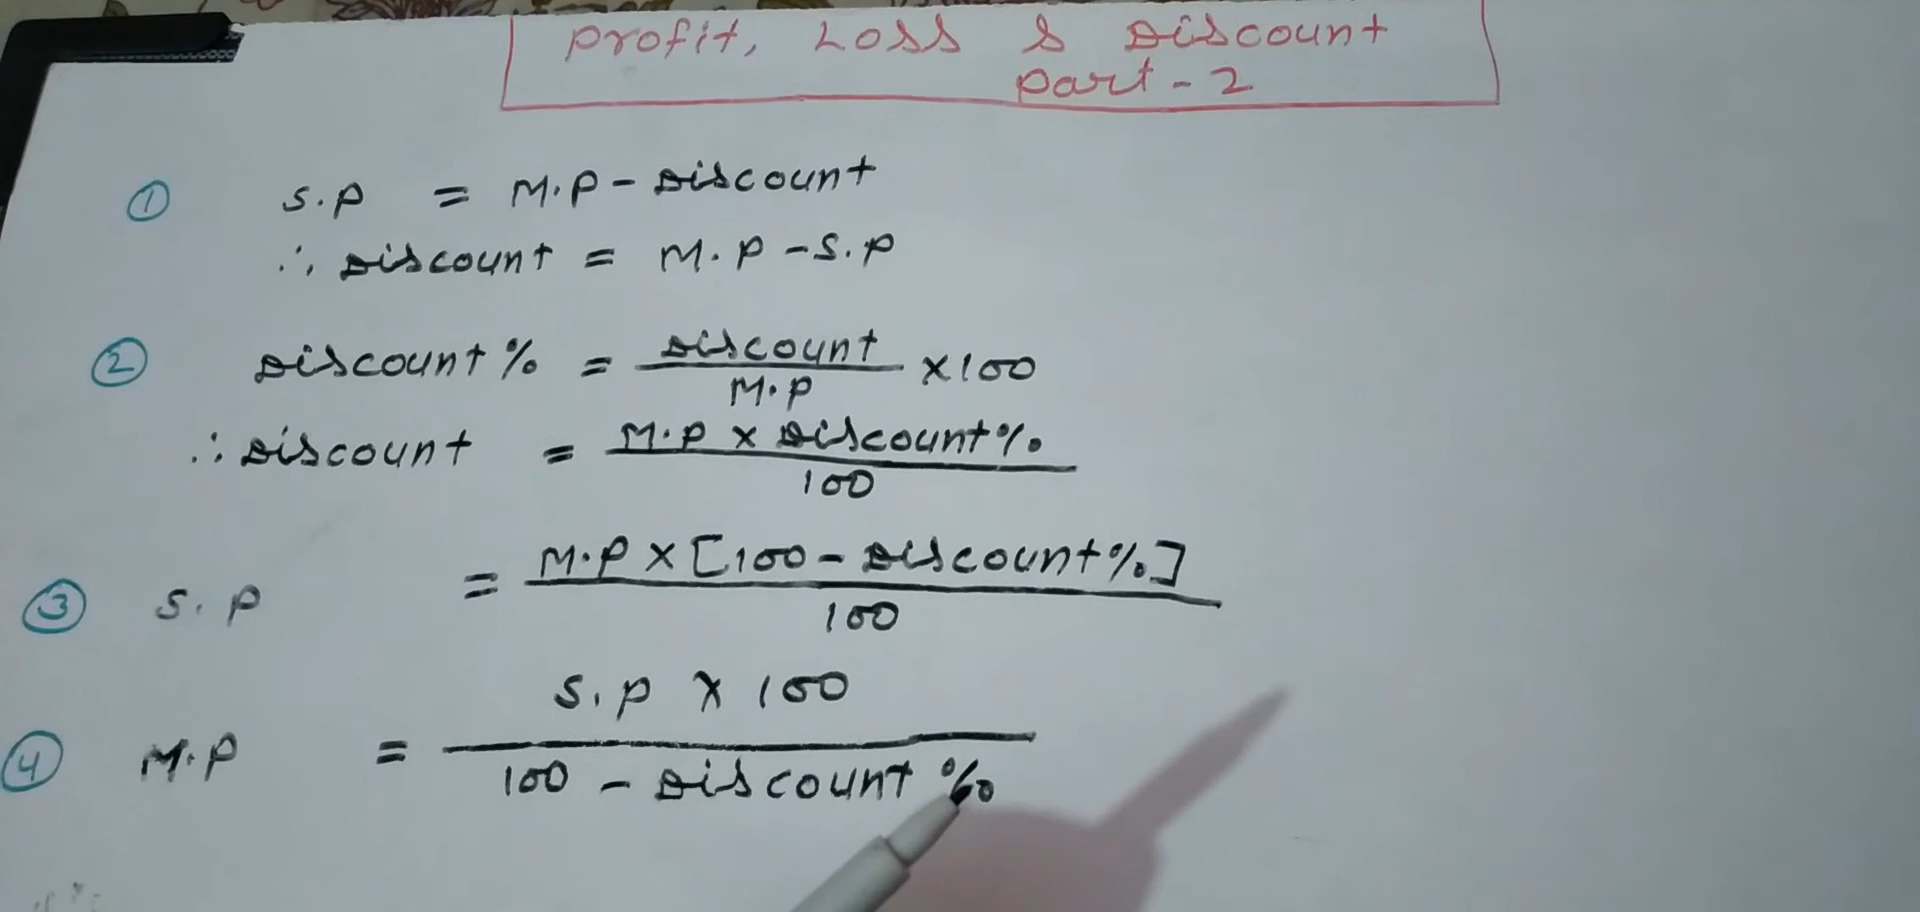 Profit, Loss & Discount
Part - 2
① S.P = M.P - Discount
∴ Discount = M.P - S.P
② Discount % = Discount / M.P × 100
∴ Discount = M.P × Discount % / 100
③ S.P = M.P × [100 - Discount %] / 100
④ M.P = S.P × 100 / 100 - Discount %